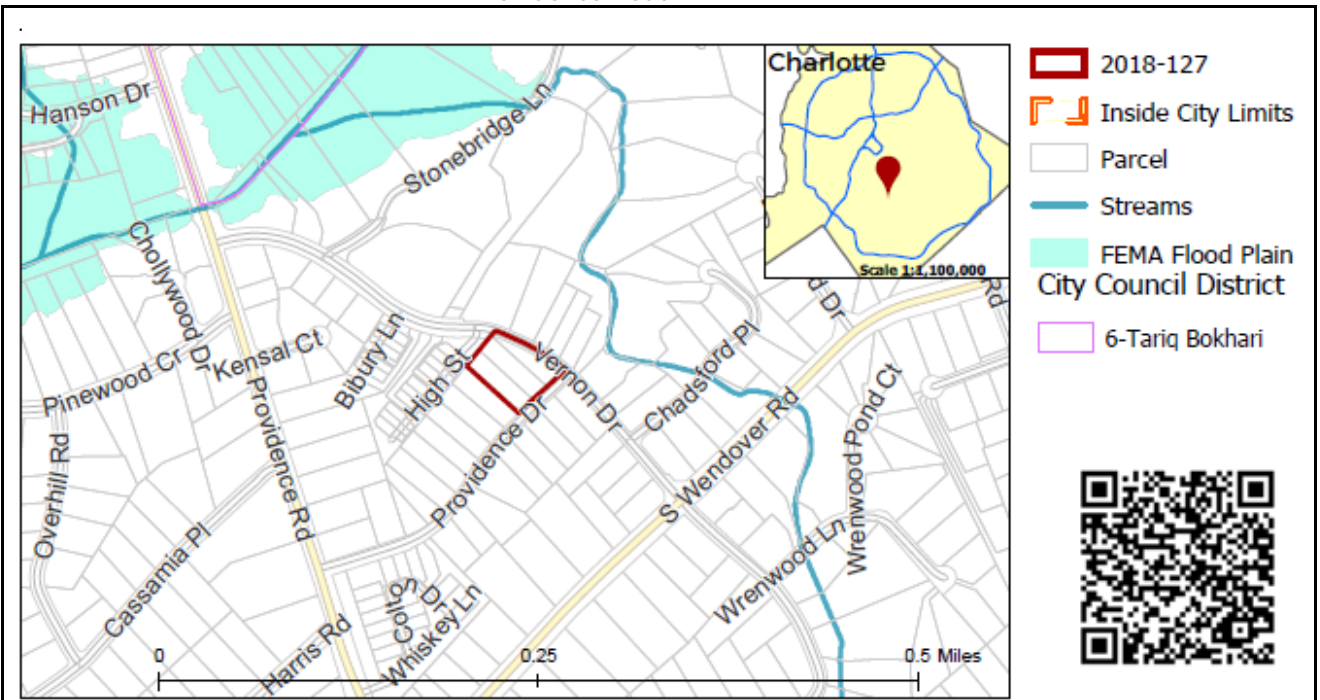 .
Hanson Dr
Stonebridge Ln
Chollywood Dr
Kensal Ct
Pinewood Cr
Bibury Ln
High St
Vernon Dr
Chadsford Pl
d Dr
Rd
Providence Rd
Providence Dr
S Wendover Rd
Wrenwood Pond Ct
Overhill Rd
Cassamia Pl
Wrenwood Ln
Harris Rd
Whiskey Ln
0
0.25
0.5 Miles
Charlotte
Scale 1:1,100,000
2018-127
Inside City Limits
Parcel
Streams
FEMA Flood Plain
City Council District
6-Tariq Bokhari